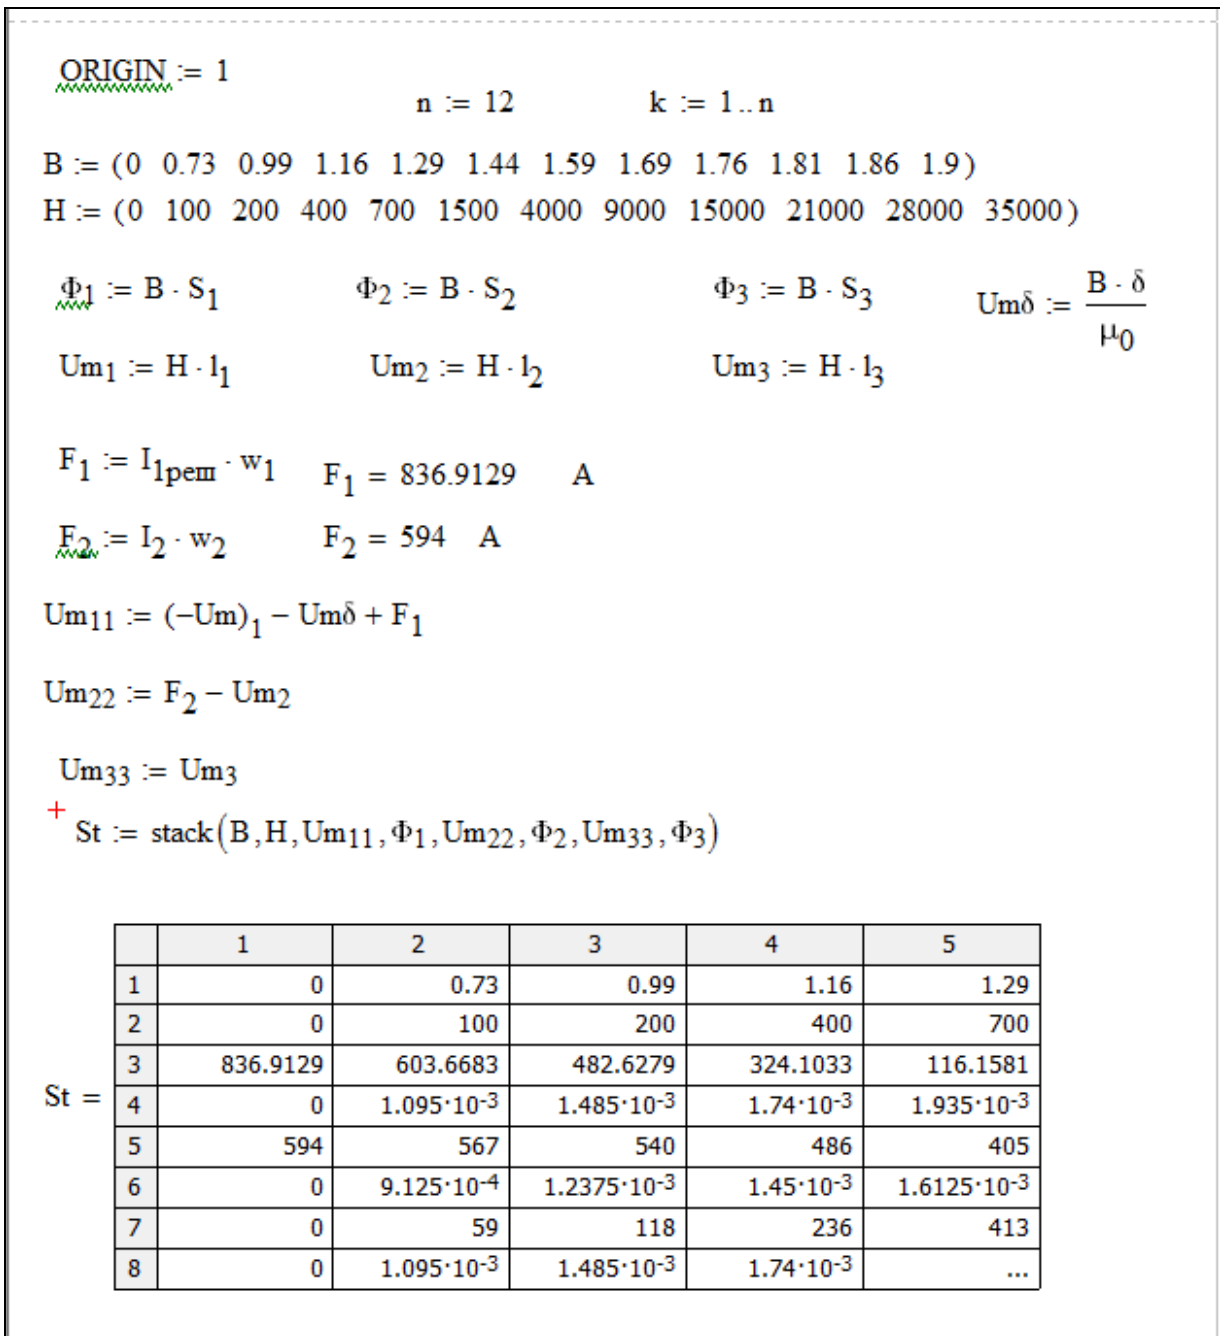 ORIGIN := 1
n := 12 k := 1 .. n
B := (0 0.73 0.99 1.16 1.29 1.44 1.59 1.69 1.76 1.81 1.86 1.9)
H := (0 100 200 400 700 1500 4000 9000 15000 21000 28000 35000)
Φ₁ := B · S₁ Φ₂ := B · S₂ Φ₃ := B · S₃ Umδ := B · δ / μ₀
Um₁ := H · l₁ Um₂ := H · l₂ Um₃ := H · l₃
F₁ := I₁реш · w₁ F₁ = 836.9129 A
F₂ := I₂ · w₂ F₂ = 594 A
Um₁₁ := (−Um)₁ − Umδ + F₁
Um₂₂ := F₂ − Um₂
Um₃₃ := Um₃
St := stack(B, H, Um₁₁, Φ₁, Um₂₂, Φ₂, Um₃₃, Φ₃)
St =
1 2 3 4 5
1 0 0.73 0.99 1.16 1.29
2 0 100 200 400 700
3 836.9129 603.6683 482.6279 324.1033 116.1581
4 0 1.095·10⁻³ 1.485·10⁻³ 1.74·10⁻³ 1.935·10⁻³
5 594 567 540 486 405
6 0 9.125·10⁻⁴ 1.2375·10⁻³ 1.45·10⁻³ 1.6125·10⁻³
7 0 59 118 236 413
8 0 1.095·10⁻³ 1.485·10⁻³ 1.74·10⁻³ ...